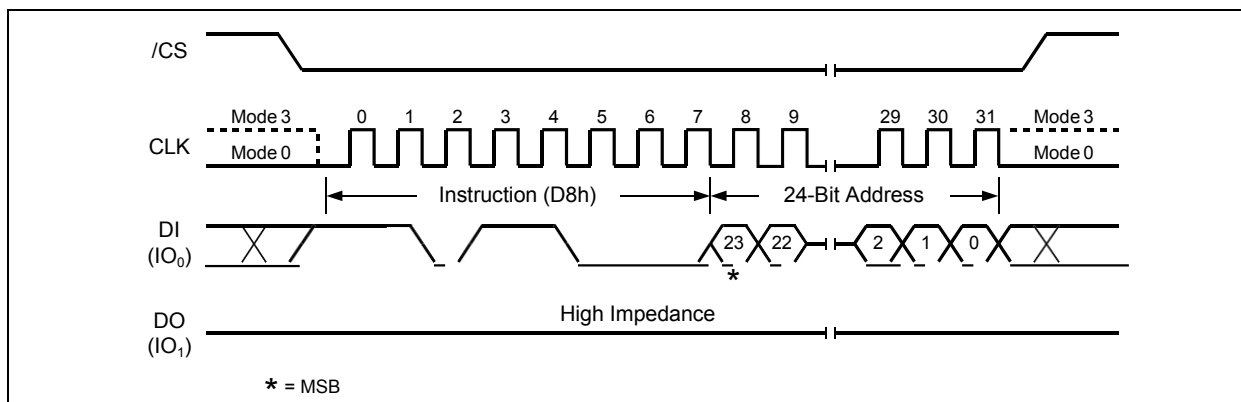 /CS
Mode 3 0 1 2 3 4 5 6 7 8 9 29 30 31 Mode 3
CLK
Mode 0 Mode 0
Instruction (D8h) 24-Bit Address
DI
(IO₀)
23 22 2 1 0
*
High Impedance
DO
(IO₁)
* = MSB